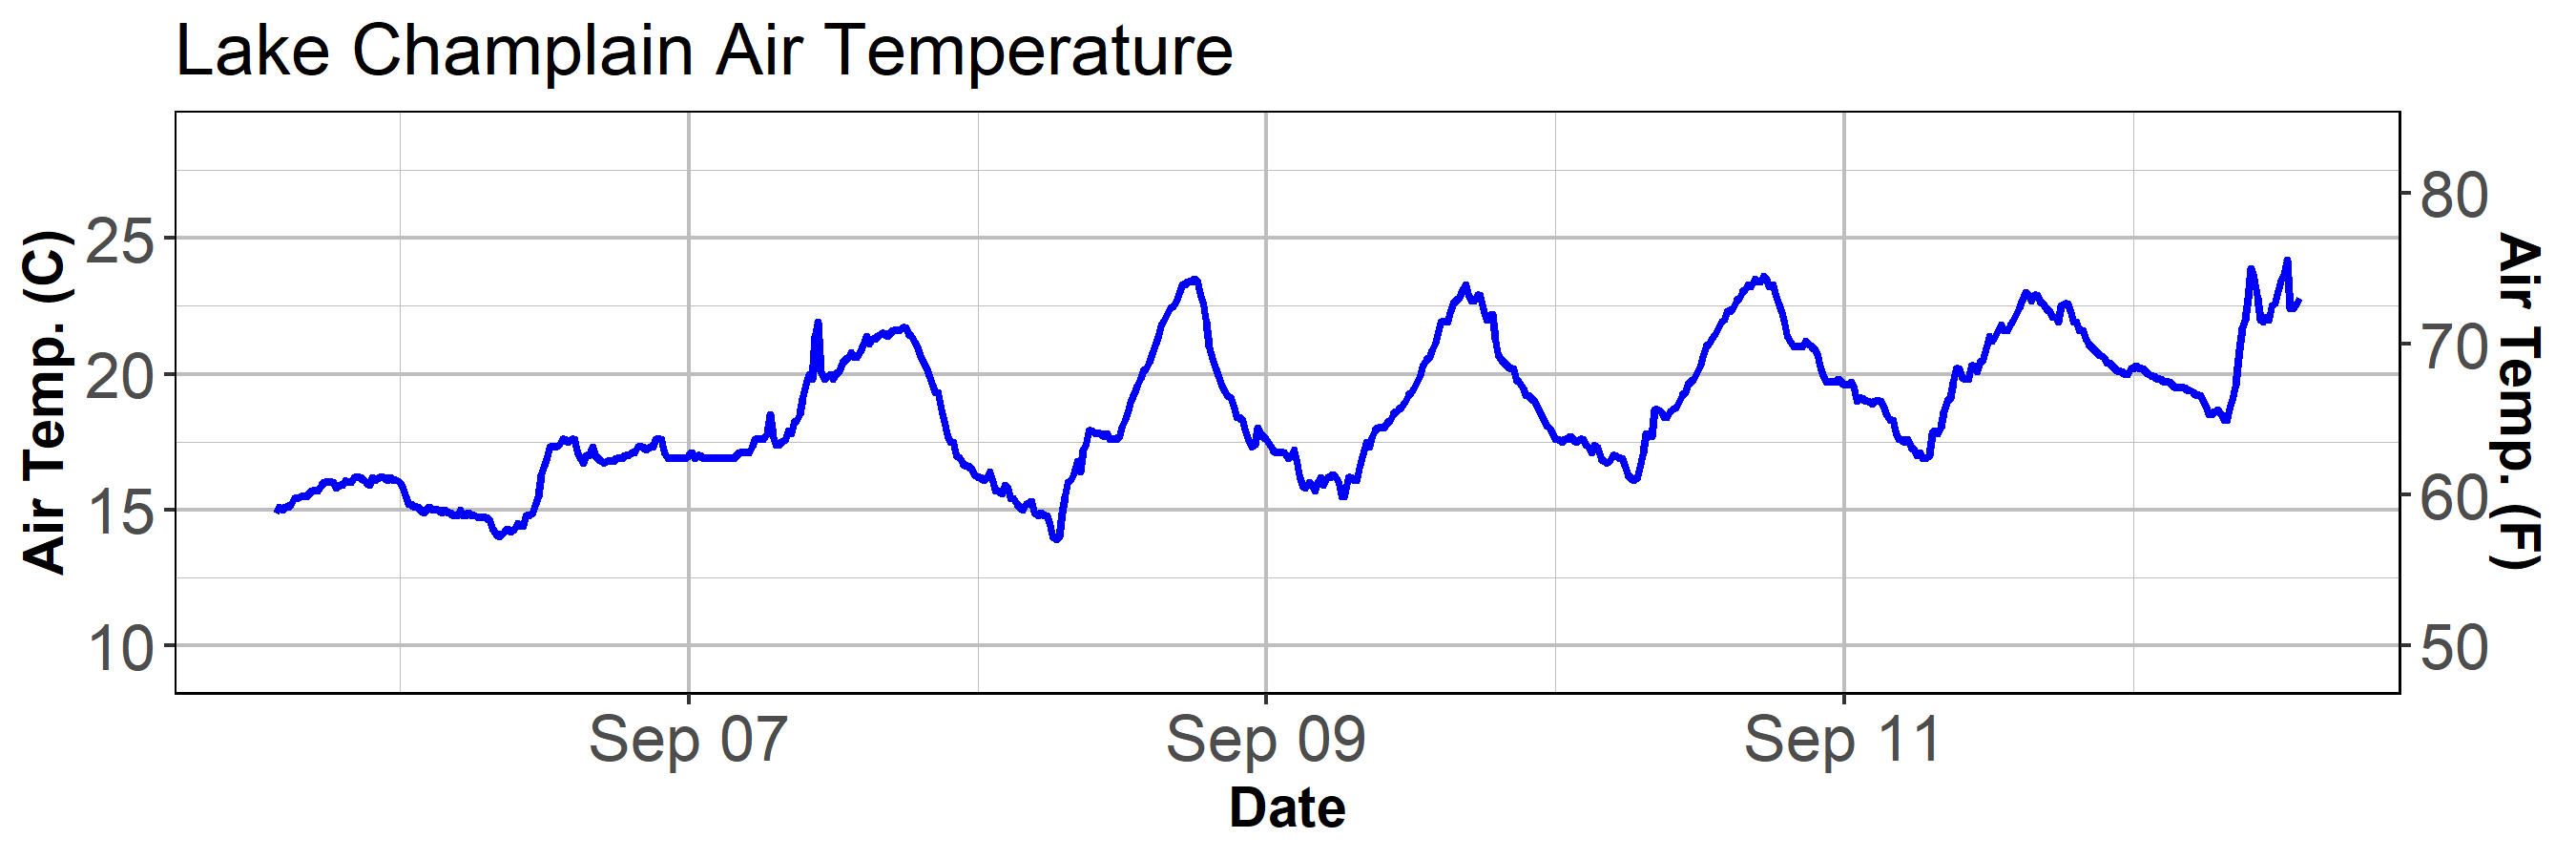 Lake Champlain Air Temperature
Air Temp. (C)
25
20
15
10
80
70
60
50
Air Temp. (F)
Sep 07
Sep 09
Sep 11
Date